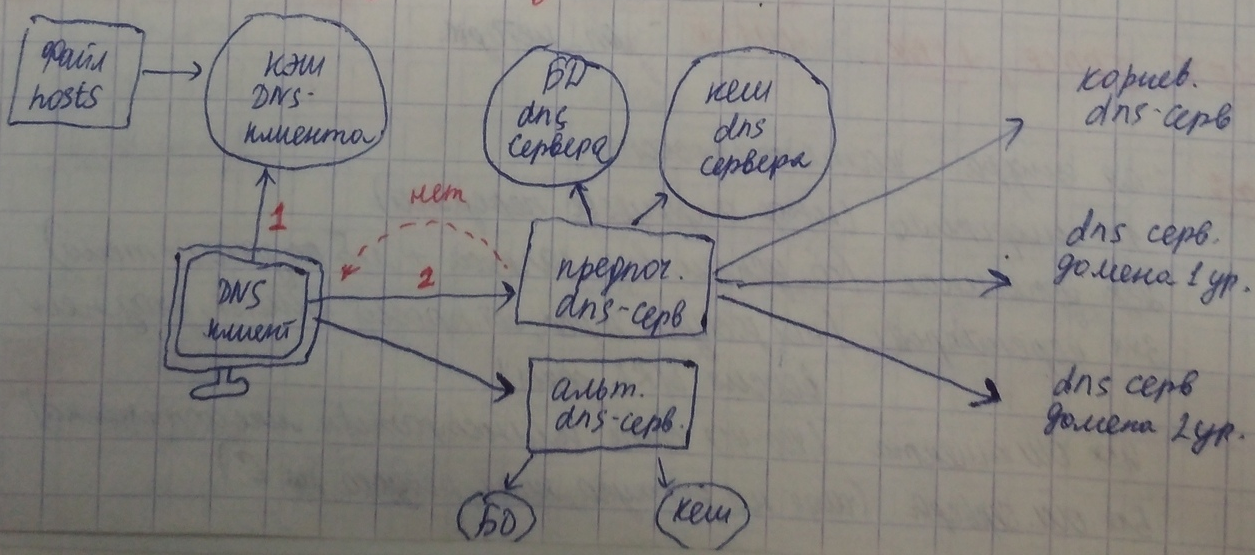 Файл
hosts
кэш
DNS-
клиента
БД
dns
сервера
кеш
dns
сервера
корнев.
dns-серв
1
нет
2
DNS
клиент
предпоч.
dns-серв
dns серв.
домена 1 ур.
альт.
dns-серв.
dns серв
домена 2 ур.
БД
кеш